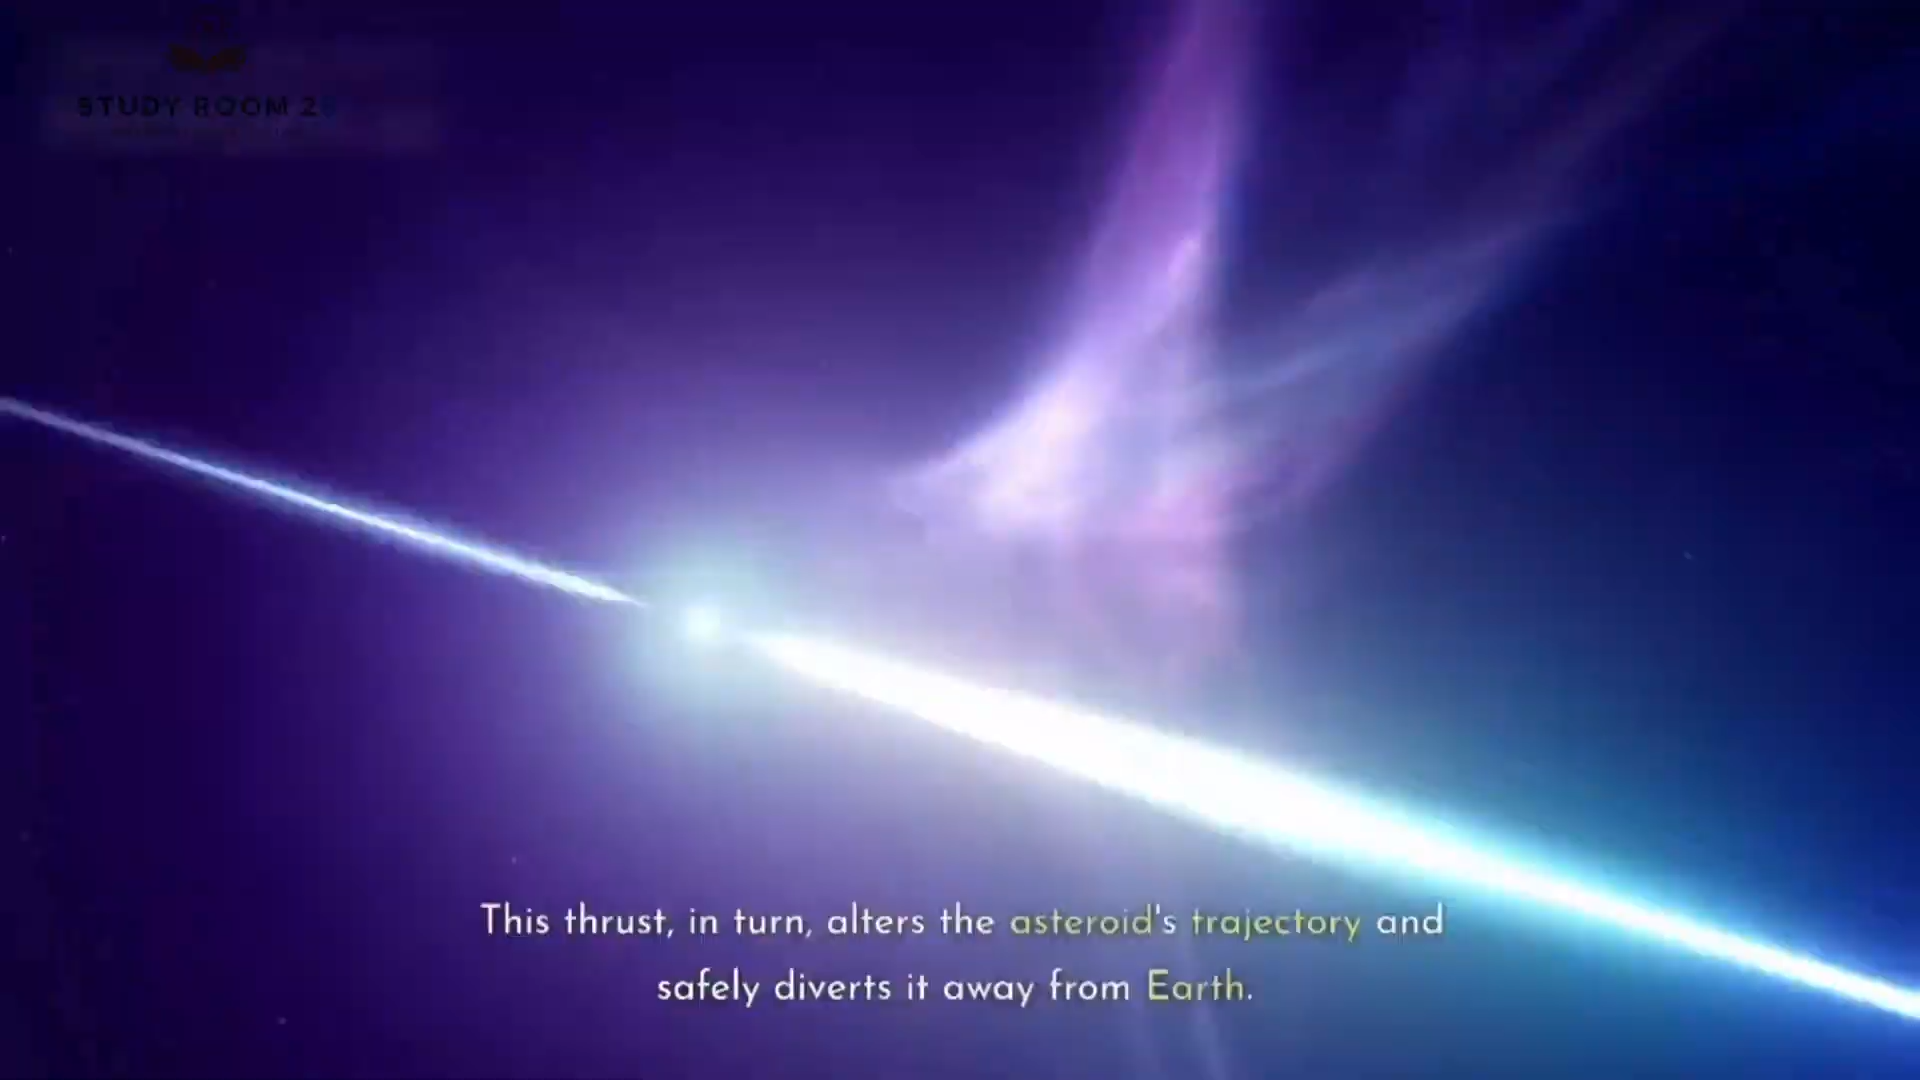 STUDY ROOM 2
This thrust, in turn, alters the asteroid's trajectory and
safely diverts it away from Earth.